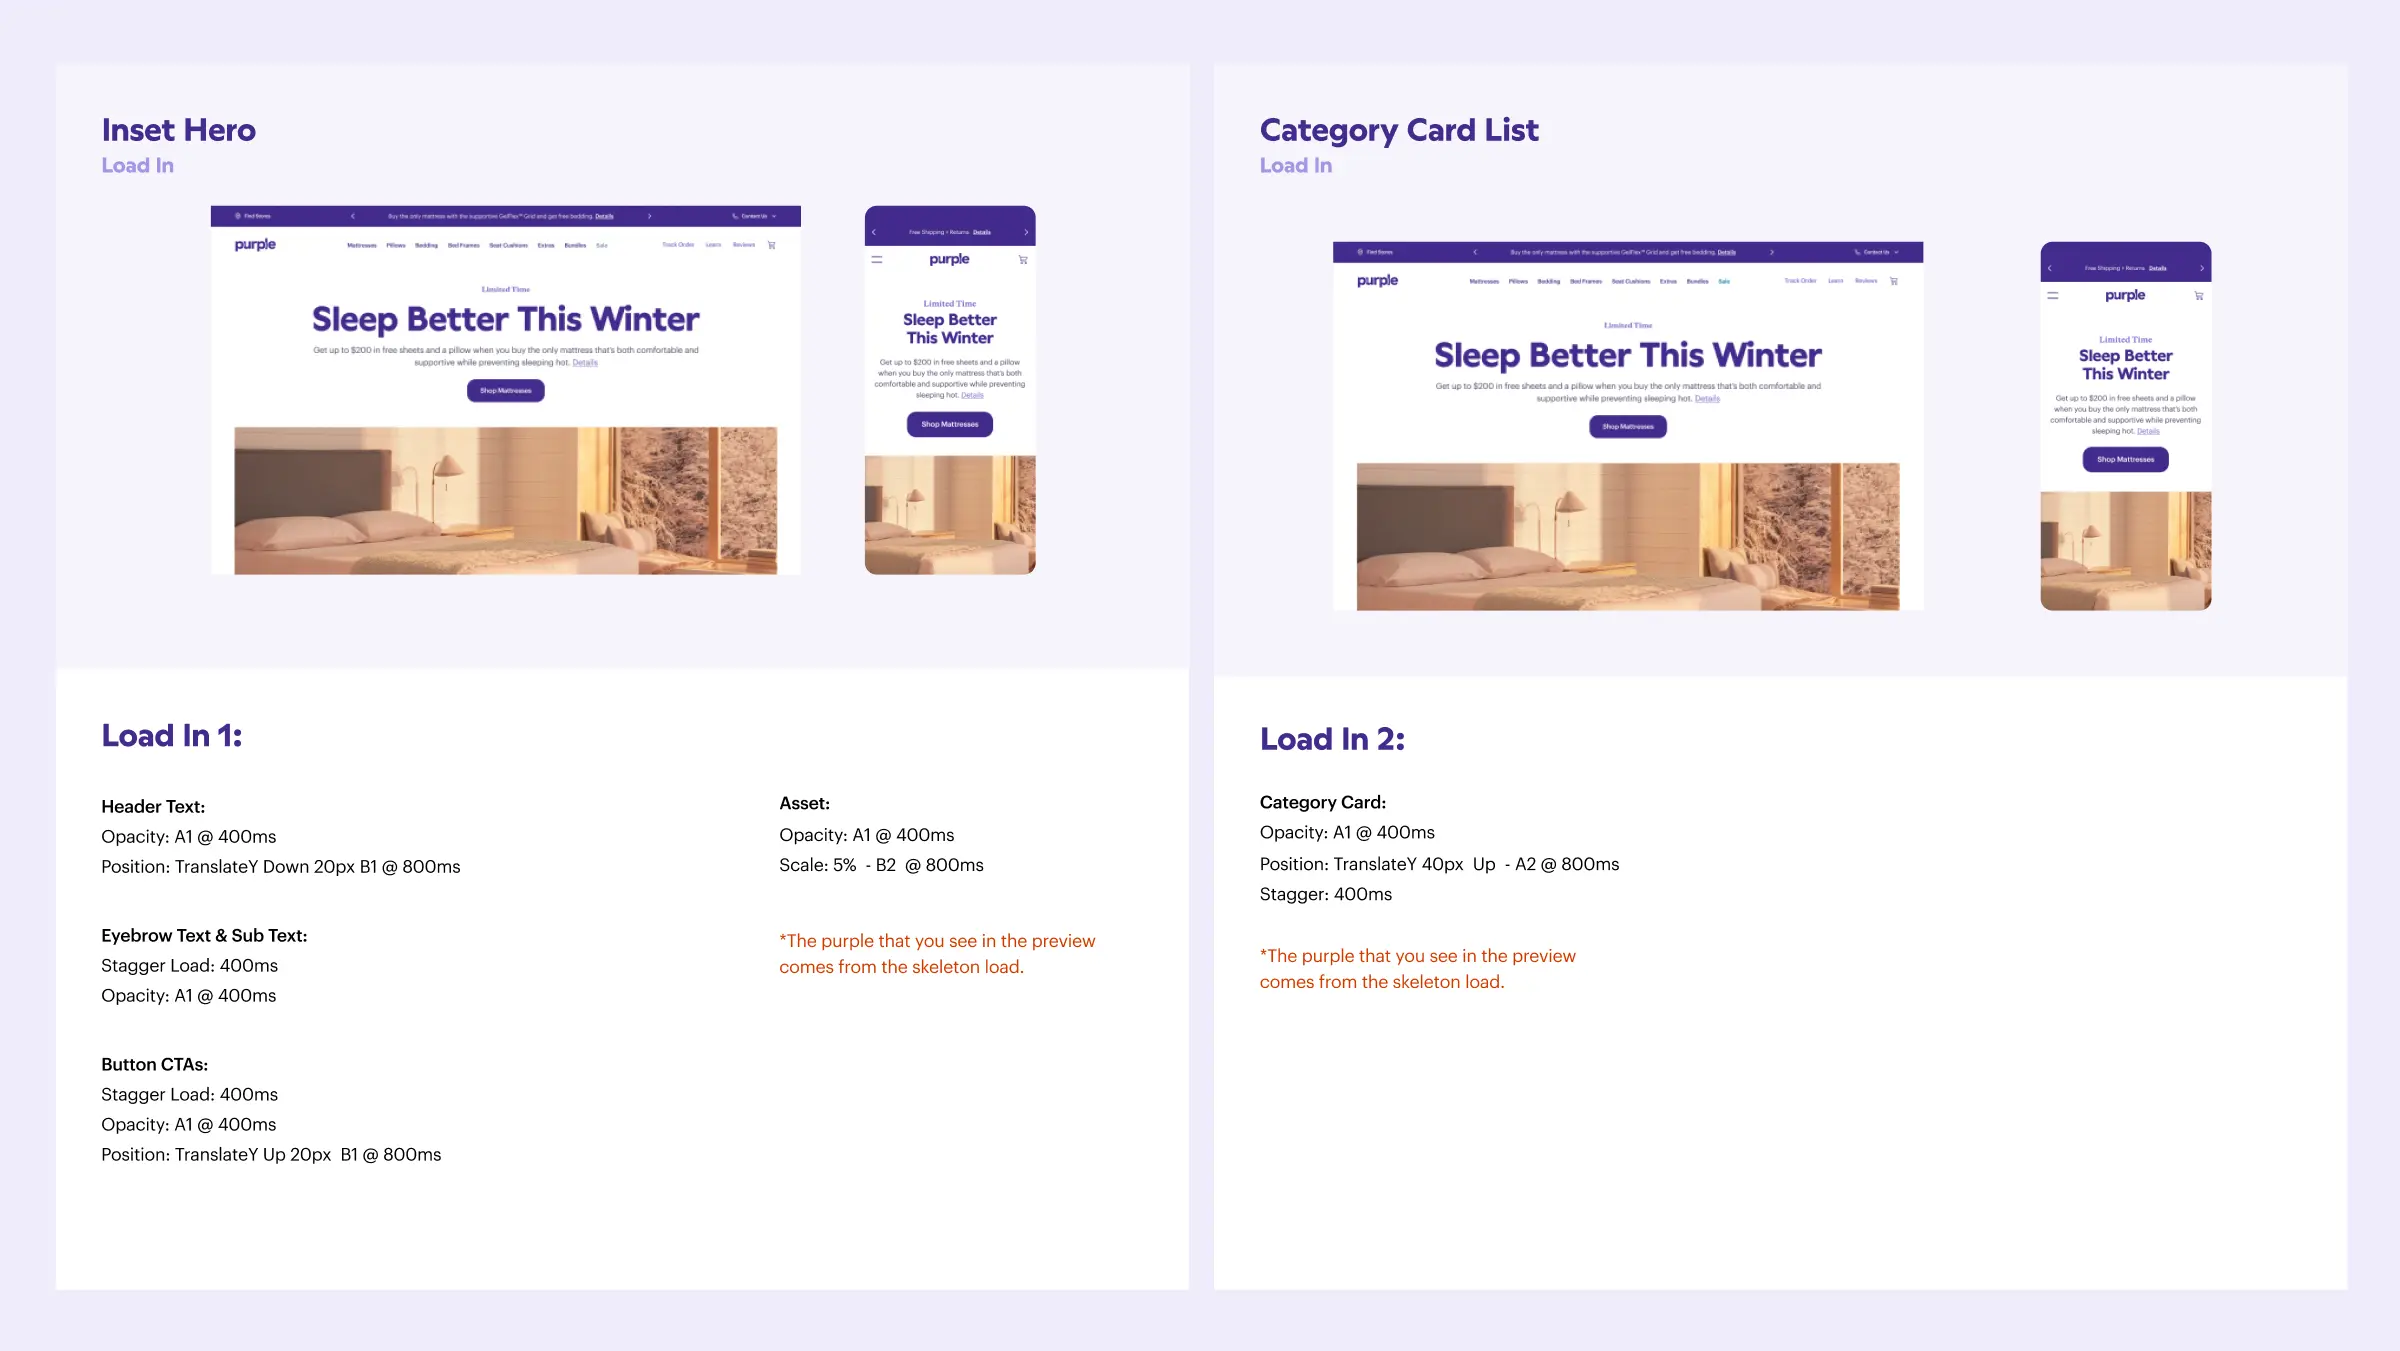 Inset Hero
Load In
Find Stores
Buy the only mattress with the supportive GelFlex™ Grid and get free bedding. Details
Contact Us
purple
Mattresses Pillows Bedding Bed Frames Seat Cushions Extras Bundles Sale
Track Order Learn Reviews
Limited Time
Sleep Better This Winter
Get up to $200 in free sheets and a pillow when you buy the only mattress that's both comfortable and
supportive while preventing sleeping hot. Details
Shop Mattresses
Free Shipping + Returns Details
purple
Limited Time
Sleep Better
This Winter
Get up to $200 in free sheets and a pillow
when you buy the only mattress that's both
comfortable and supportive while preventing
sleeping hot. Details
Shop Mattresses
Load In 1:
Header Text:
Opacity: A1 @ 400ms
Position: TranslateY Down 20px B1 @ 800ms
Eyebrow Text & Sub Text:
Stagger Load: 400ms
Opacity: A1 @ 400ms
Button CTAs:
Stagger Load: 400ms
Opacity: A1 @ 400ms
Position: TranslateY Up 20px  B1 @ 800ms
Asset:
Opacity: A1 @ 400ms
Scale: 5%  - B2  @ 800ms
*The purple that you see in the preview
comes from the skeleton load.
Category Card List
Load In
Find Stores
Buy the only mattress with the supportive GelFlex™ Grid and get free bedding. Details
Contact Us
purple
Mattresses Pillows Bedding Bed Frames Seat Cushions Extras Bundles Sale
Track Order Learn Reviews
Limited Time
Sleep Better This Winter
Get up to $200 in free sheets and a pillow when you buy the only mattress that's both comfortable and
supportive while preventing sleeping hot. Details
Shop Mattresses
Free Shipping + Returns Details
purple
Limited Time
Sleep Better
This Winter
Get up to $200 in free sheets and a pillow
when you buy the only mattress that's both
comfortable and supportive while preventing
sleeping hot. Details
Shop Mattresses
Load In 2:
Category Card:
Opacity: A1 @ 400ms
Position: TranslateY 40px  Up  - A2 @ 800ms
Stagger: 400ms
*The purple that you see in the preview
comes from the skeleton load.